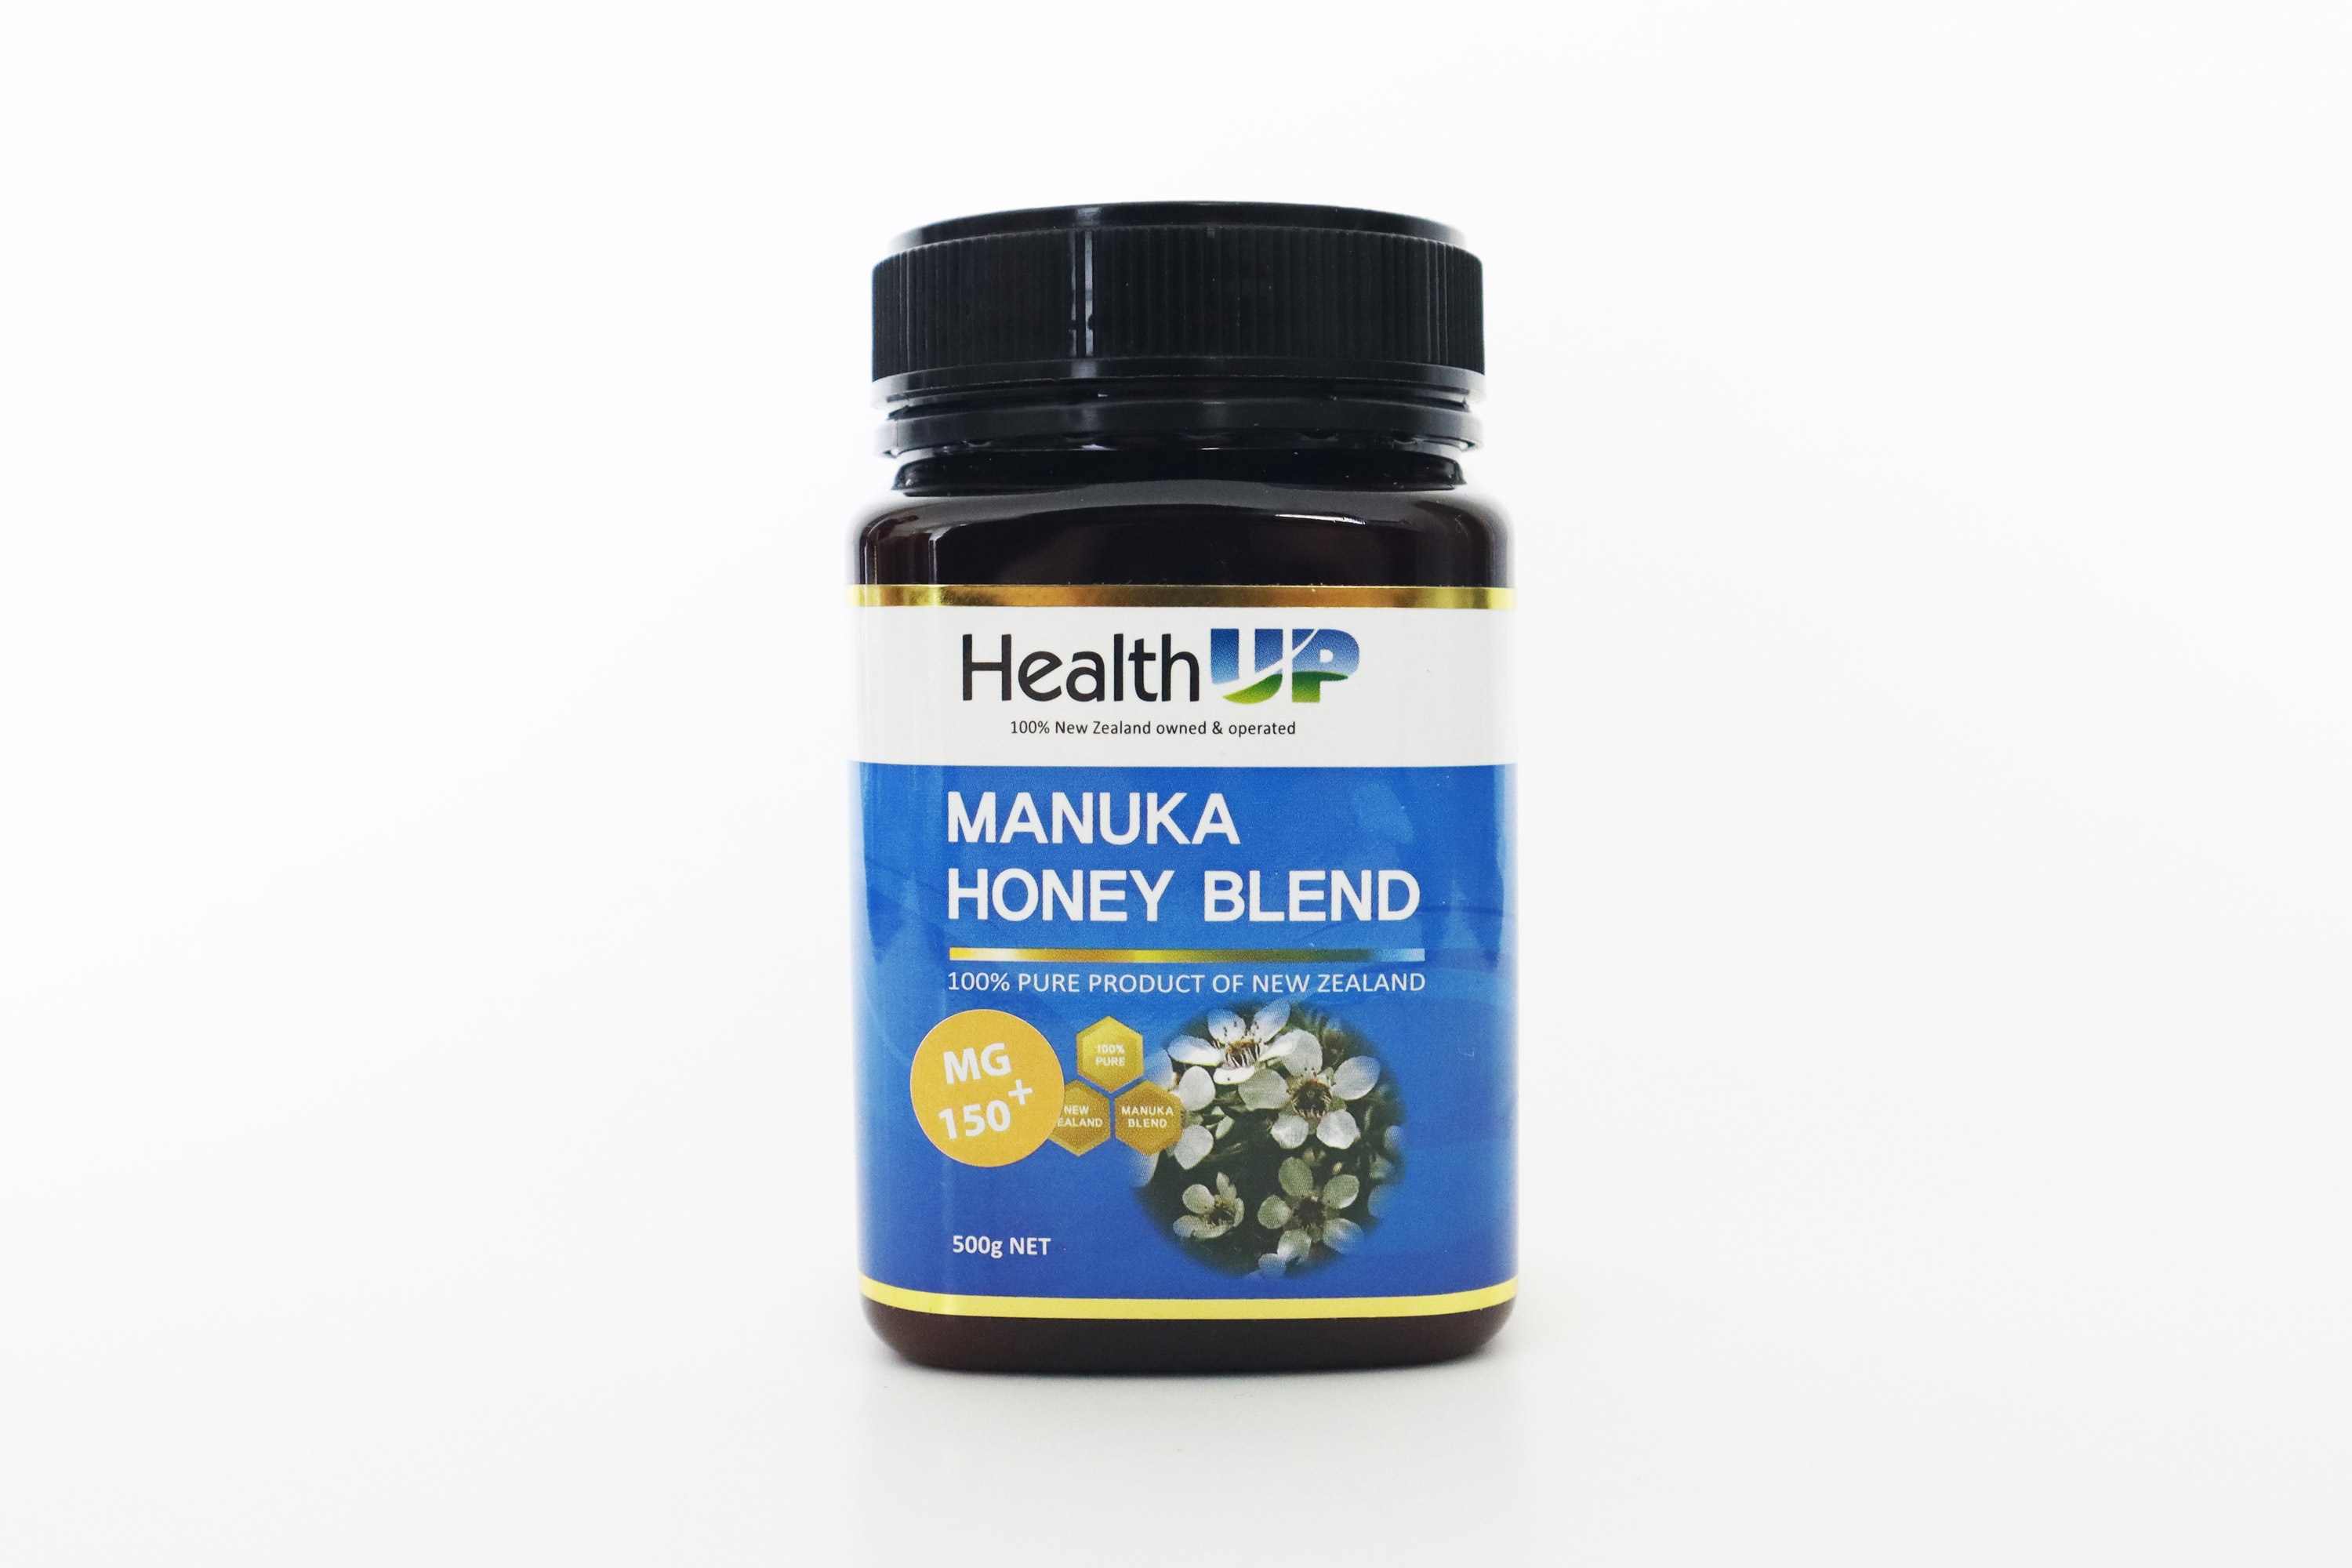 HealthUP
100% New Zealand owned & operated
MANUKA
HONEY BLEND
100% PURE PRODUCT OF NEW ZEALAND
MG
150+
100%
PURE
NEW
EALAND
MANUKA
BLEND
500g NET